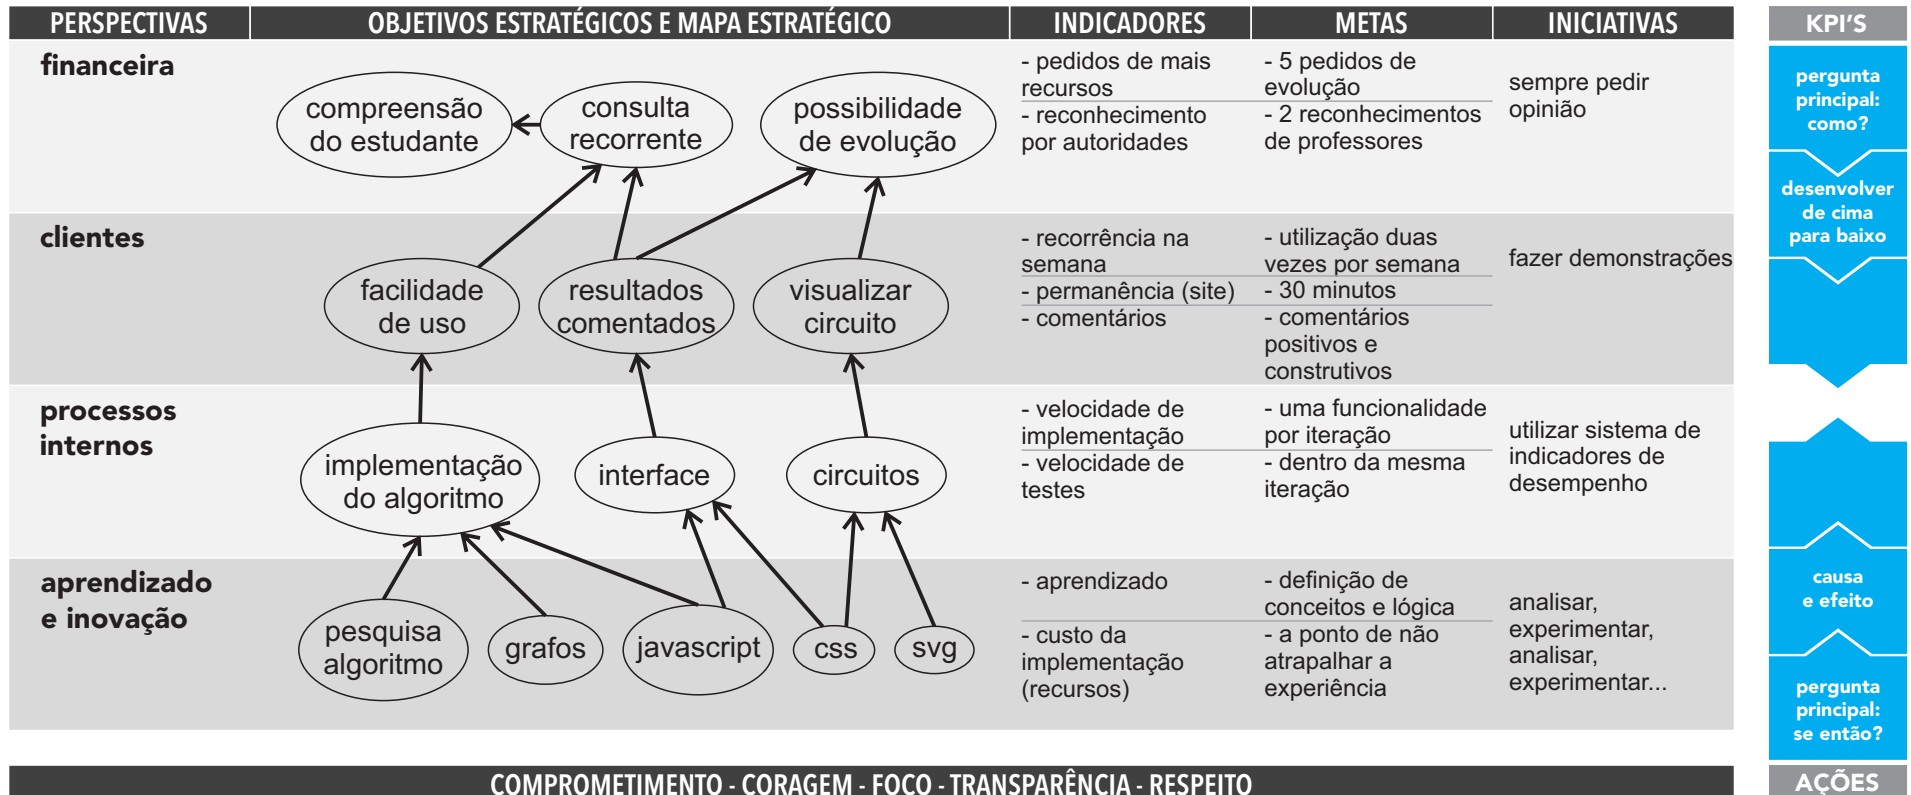 PERSPECTIVAS
OBJETIVOS ESTRATÉGICOS E MAPA ESTRATÉGICO
INDICADORES
METAS
INICIATIVAS
KPI'S
financeira
compreensão
do estudante
consulta
recorrente
possibilidade
de evolução
- pedidos de mais
recursos
- reconhecimento
por autoridades
- 5 pedidos de
evolução
- 2 reconhecimentos
de professores
sempre pedir
opinião
clientes
facilidade
de uso
resultados
comentados
visualizar
circuito
- recorrência na
semana
- permanência (site)
- comentários
- utilização duas
vezes por semana
- 30 minutos
- comentários
positivos e
construtivos
fazer demonstrações
processos
internos
implementação
do algoritmo
interface
circuitos
- velocidade de
implementação
- velocidade de
testes
- uma funcionalidade
por iteração
- dentro da mesma
iteração
utilizar sistema de
indicadores de
desempenho
aprendizado
e inovação
pesquisa
algoritmo
grafos
javascript
css
svg
- aprendizado
- custo da
implementação
(recursos)
- definição de
conceitos e lógica
- a ponto de não
atrapalhar a
experiência
analisar,
experimentar,
analisar,
experimentar...
pergunta
principal:
como?
desenvolver
de cima
para baixo
causa
e efeito
pergunta
principal:
se então?
COMPROMETIMENTO - CORAGEM - FOCO - TRANSPARÊNCIA - RESPEITO
AÇÕES